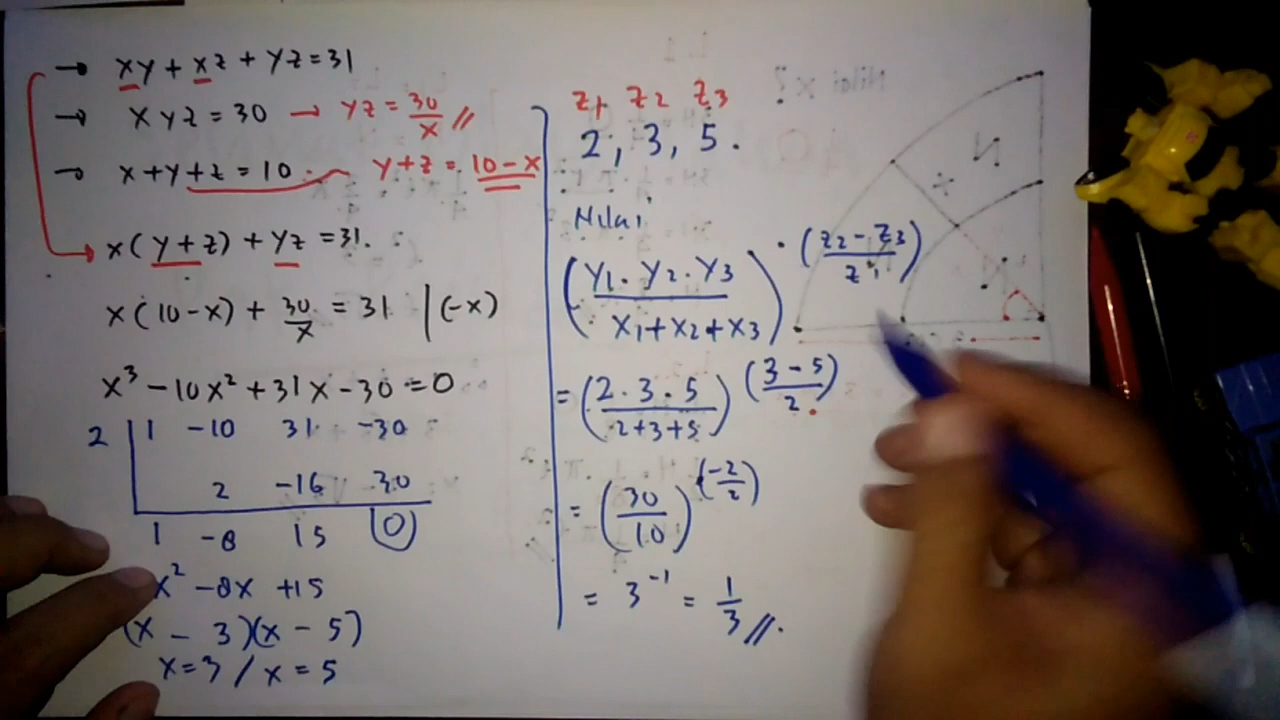 → xy + xz + yz = 31
→ xyz = 30 → yz = 30/x //
→ x+y+z = 10 y+z = 10-x
→ x(y+z) + yz = 31.
x(10-x) + 30/x = 31 | (-x)
x³ - 10x² + 31x - 30 = 0
2 | 1 -10 31 -30
2 -16 30
1 -8 15 0
x² - 8x + 15
(x - 3)(x - 5)
x=3 / x = 5
z1 z2 z3
2, 3, 5.
Nilai
(y1 . y2 . y3 / x1+x2+x3)^(z2-z3 / z1)
= (2.3.5 / 2+3+5)^(3-5 / 2)
= (30/10)^(-2/2)
= 3^-1 = 1/3 //.
Nilai x?